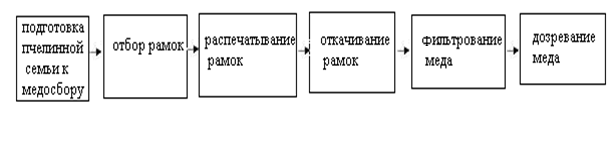 подготовка
пчелинной
семьи к
медосбору
отбор рамок
распечатывание
рамок
откачивание
рамок
фильтрование
меда
дозревание
меда